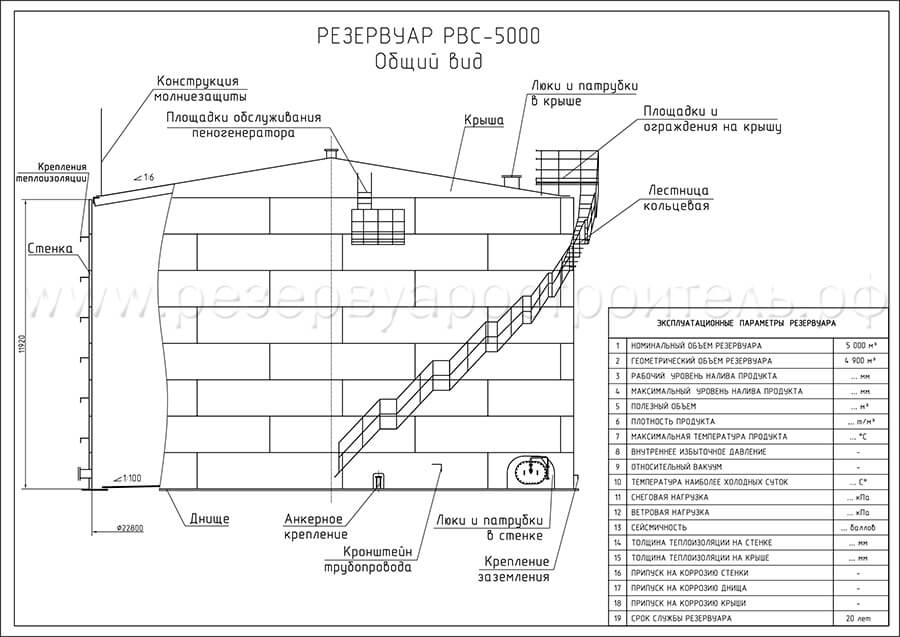 РЕЗЕРВУАР РВС-5000
Общий вид
Конструкция
молниезащиты
Площадки обслуживания
пеногенератора
Крыша
Люки и патрубки
в крыше
Площадки и
ограждения на крышу
Крепления
теплоизоляции
1:6
Лестница
кольцевая
Стенка
www.резервуаростроитель.рф
11920
1:100
⌀22800
Днище
Анкерное
крепление
Кронштейн
трубопровода
Люки и патрубки
в стенке
Крепление
заземления
ЭКСПЛУАТАЦИОННЫЕ ПАРАМЕТРЫ РЕЗЕРВУАРА
1 НОМИНАЛЬНЫЙ ОБЪЕМ РЕЗЕРВУАРА 5 000 м³
2 ГЕОМЕТРИЧЕСКИЙ ОБЪЕМ РЕЗЕРВУАРА 4 900 м³
3 РАБОЧИЙ УРОВЕНЬ НАЛИВА ПРОДУКТА ... мм
4 МАКСИМАЛЬНЫЙ УРОВЕНЬ НАЛИВА ПРОДУКТА ... мм
5 ПОЛЕЗНЫЙ ОБЪЕМ ... м³
6 ПЛОТНОСТЬ ПРОДУКТА ... т/м³
7 МАКСИМАЛЬНАЯ ТЕМПЕРАТУРА ПРОДУКТА ... °С
8 ВНУТРЕННЕЕ ИЗБЫТОЧНОЕ ДАВЛЕНИЕ -
9 ОТНОСИТЕЛЬНЫЙ ВАКУУМ -
10 ТЕМПЕРАТУРА НАИБОЛЕЕ ХОЛОДНЫХ СУТОК ... С°
11 СНЕГОВАЯ НАГРУЗКА ... кПа
12 ВЕТРОВАЯ НАГРУЗКА ... кПа
13 СЕЙСМИЧНОСТЬ ... баллов
14 ТОЛЩИНА ТЕПЛОИЗОЛЯЦИИ НА СТЕНКЕ ... мм
15 ТОЛЩИНА ТЕПЛОИЗОЛЯЦИИ НА КРЫШЕ ... мм
16 ПРИПУСК НА КОРРОЗИЮ СТЕНКИ -
17 ПРИПУСК НА КОРРОЗИЮ ДНИЩА -
18 ПРИПУСК НА КОРРОЗИЮ КРЫШИ -
19 СРОК СЛУЖБЫ РЕЗЕРВУАРА 20 лет